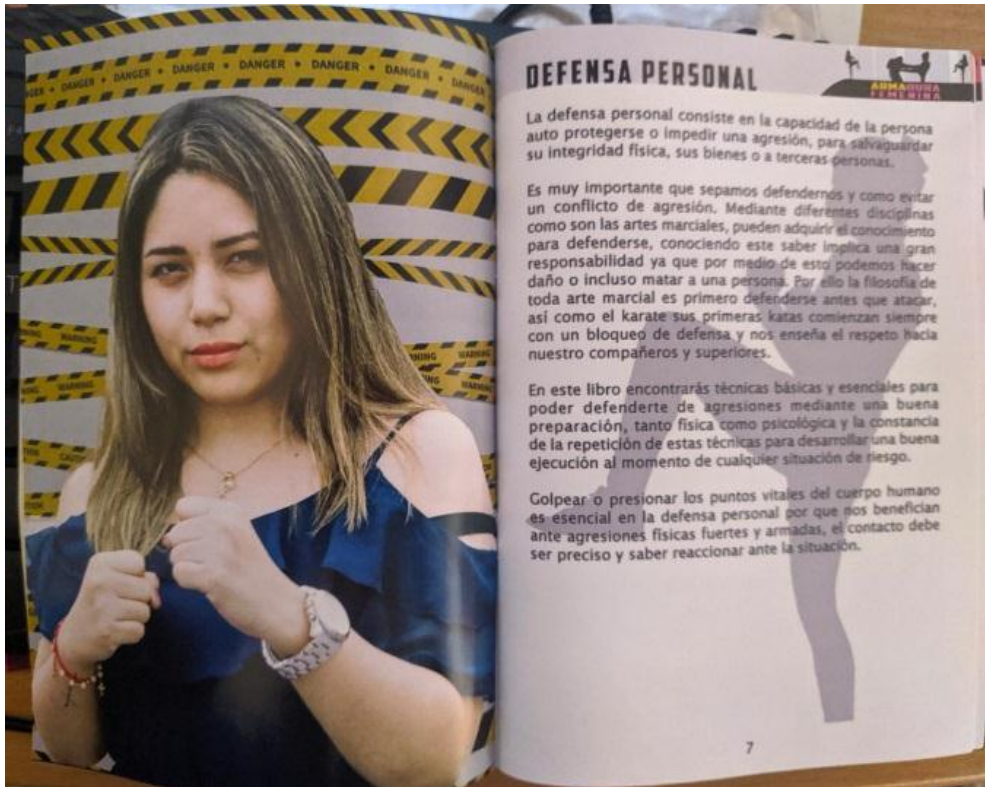 DANGER DANGER DANGER DANGER DANGER DANGER
WARNING
WARNING WARNING
WARNING
WARNING
CAUTION
DEFENSA PERSONAL
ARMADURA
FEMENINA
La defensa personal consiste en la capacidad de la persona
auto protegerse o impedir una agresión, para salvaguardar
su integridad física, sus bienes o a terceras personas.
Es muy importante que sepamos defendernos y como evitar
un conflicto de agresión. Mediante diferentes disciplinas
como son las artes marciales, pueden adquirir el conocimiento
para defenderse, conociendo este saber implica una gran
responsabilidad ya que por medio de esto podemos hacer
daño o incluso matar a una persona. Por ello la filosofía de
toda arte marcial es primero defenderse antes que atacar,
así como el karate sus primeras katas comienzan siempre
con un bloqueo de defensa y nos enseña el respeto hacia
nuestro compañeros y superiores.
En este libro encontrarás técnicas básicas y esenciales para
poder defenderte de agresiones mediante una buena
preparación, tanto física como psicológica y la constancia
de la repetición de estas técnicas para desarrollar una buena
ejecución al momento de cualquier situación de riesgo.
Golpear o presionar los puntos vitales del cuerpo humano
es esencial en la defensa personal por que nos benefician
ante agresiones físicas fuertes y armadas, el contacto debe
ser preciso y saber reaccionar ante la situación.
7